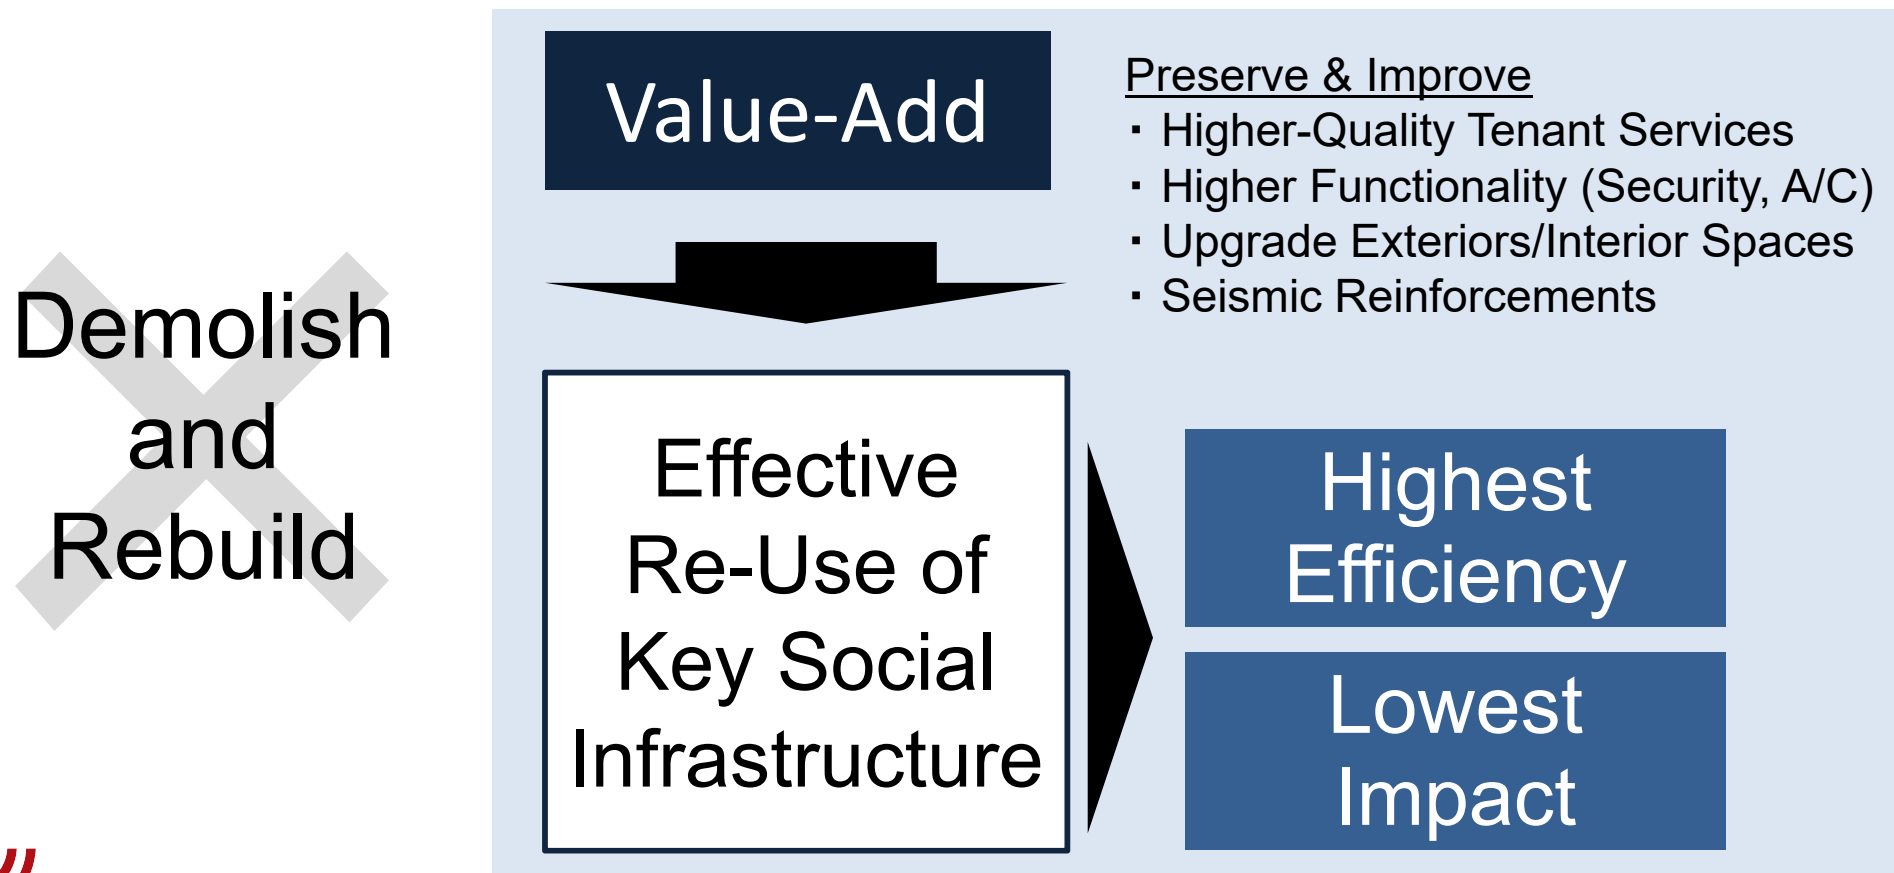 Demolish
and
Rebuild
Value-Add
Preserve & Improve
・Higher-Quality Tenant Services
・Higher Functionality (Security, A/C)
・Upgrade Exteriors/Interior Spaces
・Seismic Reinforcements
Effective
Re-Use of
Key Social
Infrastructure
Highest
Efficiency
Lowest
Impact
”